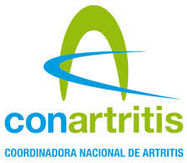 conartritis
COORDINADORA NACIONAL DE ARTRITIS